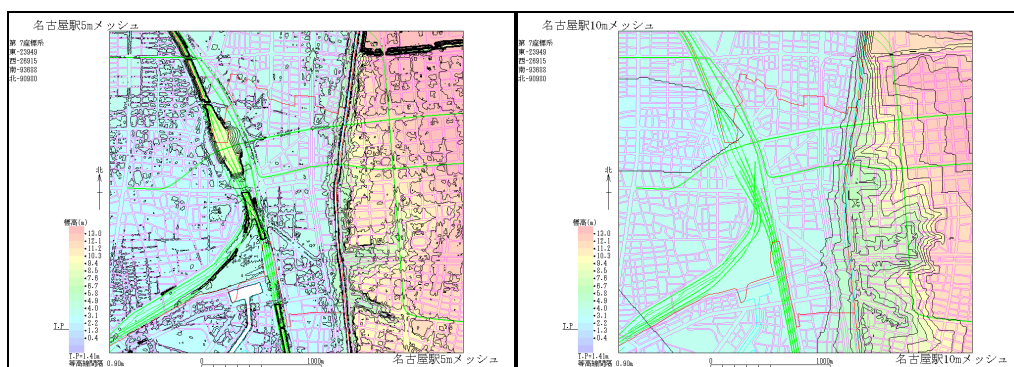 名古屋駅5mメッシュ
第 7座標系
東-23949
西-26915
南-93688
北-90980
北
標高(m)
13.0
12.1
11.2
10.3
9.4
8.5
7.6
6.7
5.8
4.9
4.0
3.1
2.2
1.3
0.4
T.P
T.P=1.41m
等高線間隔 0.90m
0
1000m
名古屋駅5mメッシュ
名古屋駅10mメッシュ
第 7座標系
東-23949
西-26915
南-93688
北-90980
北
標高(m)
13.0
12.1
11.2
10.3
9.4
8.5
7.6
6.7
5.8
4.9
4.0
3.1
2.2
1.3
0.4
T.P
T.P=1.41m
等高線間隔 0.90m
0
1000m
名古屋駅10mメッシュ